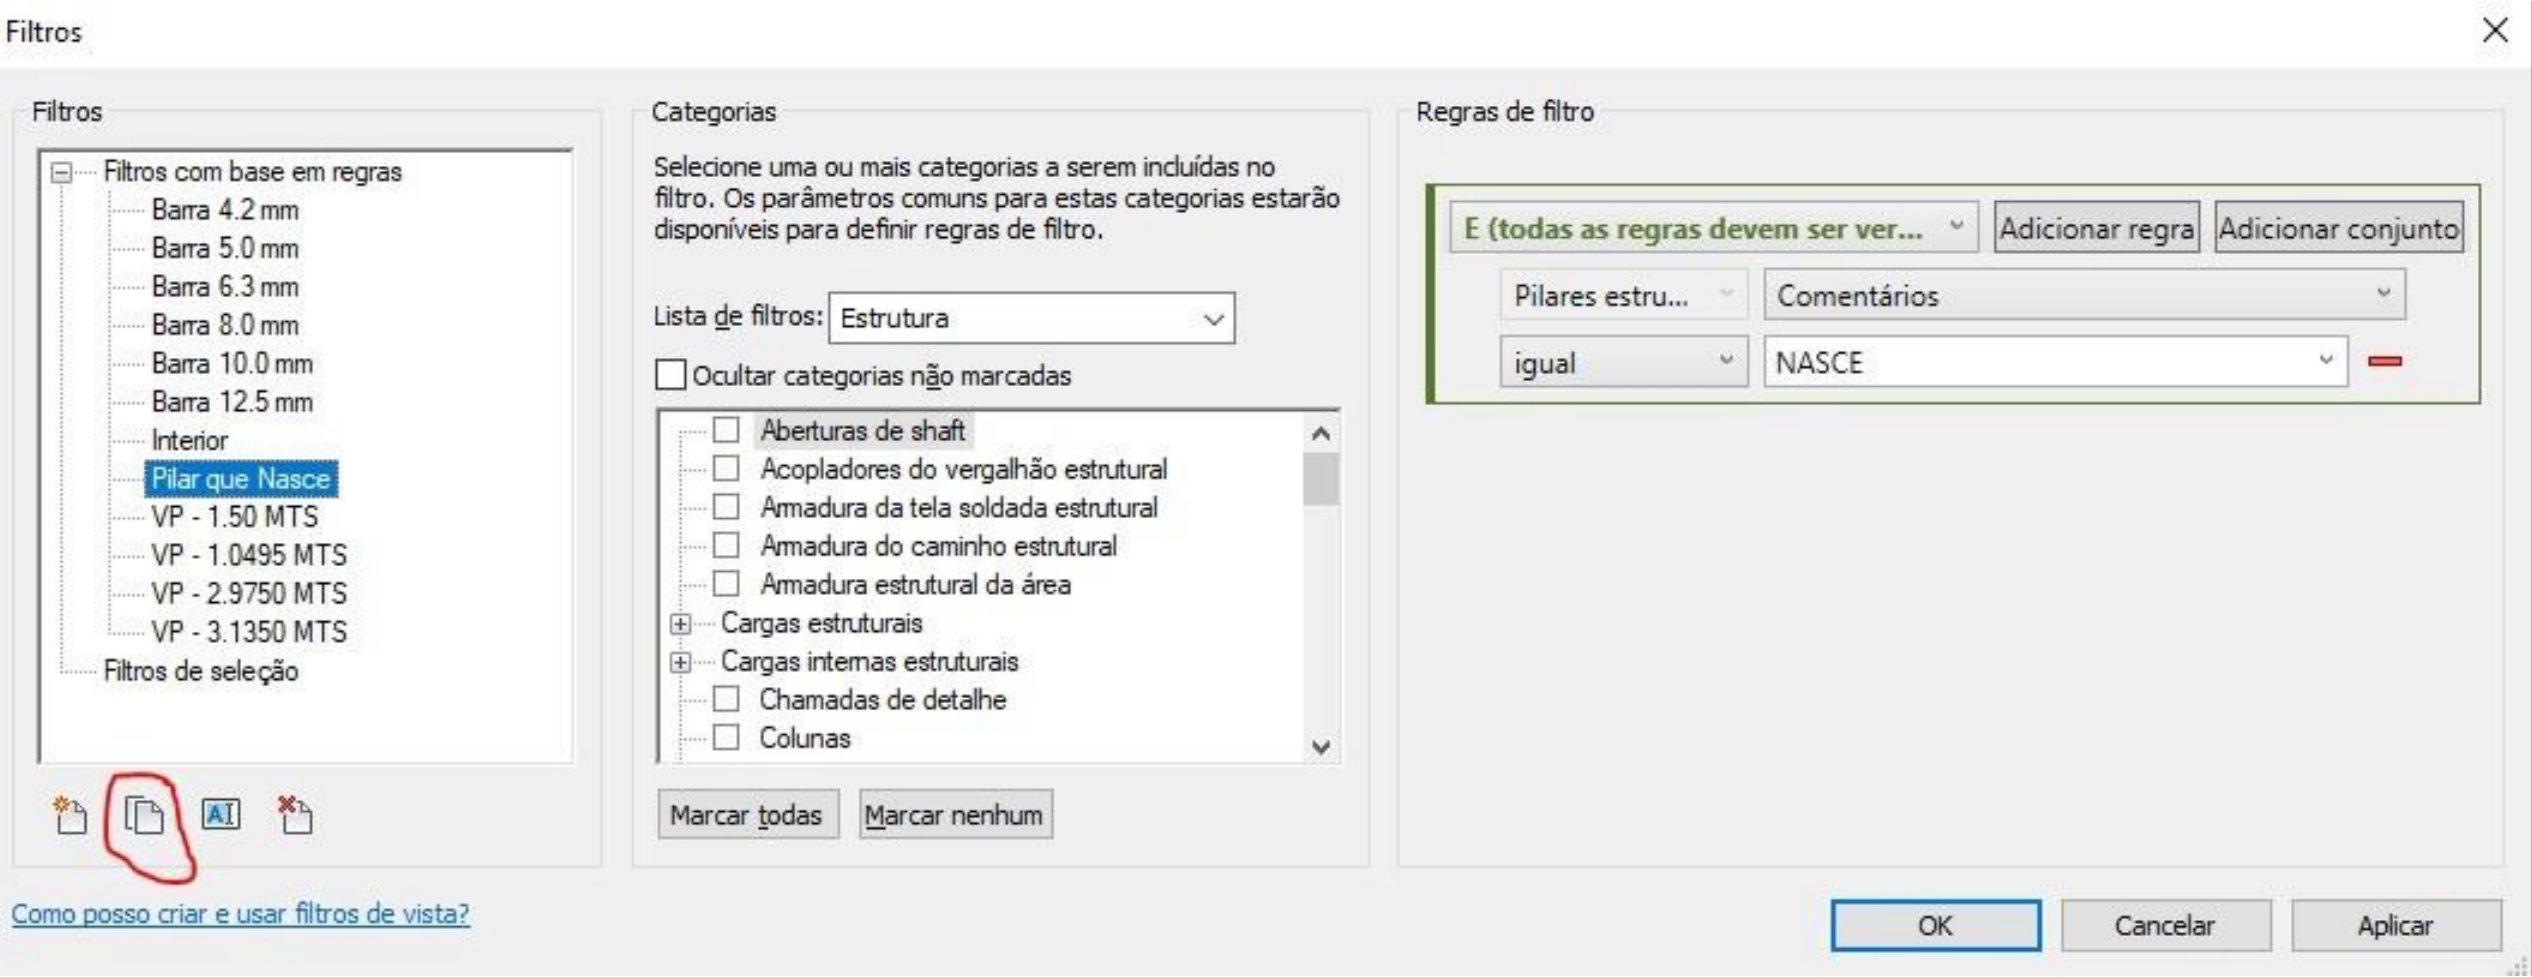 Filtros
Filtros
Filtros com base em regras
Barra 4.2 mm
Barra 5.0 mm
Barra 6.3 mm
Barra 8.0 mm
Barra 10.0 mm
Barra 12.5 mm
Interior
Pilar que Nasce
VP - 1.50 MTS
VP - 1.0495 MTS
VP - 2.9750 MTS
VP - 3.1350 MTS
Filtros de seleção
AI
Como posso criar e usar filtros de vista?
Categorias
Selecione uma ou mais categorias a serem incluídas no
filtro. Os parâmetros comuns para estas categorias estarão
disponíveis para definir regras de filtro.
Lista de filtros: Estrutura
Ocultar categorias não marcadas
Aberturas de shaft
Acopladores do vergalhão estrutural
Armadura da tela soldada estrutural
Armadura do caminho estrutural
Armadura estrutural da área
Cargas estruturais
Cargas internas estruturais
Chamadas de detalhe
Colunas
Marcar todas Marcar nenhum
Regras de filtro
E (todas as regras devem ser ver... Adicionar regra Adicionar conjunto
Pilares estru... Comentários
igual NASCE
OK Cancelar Aplicar